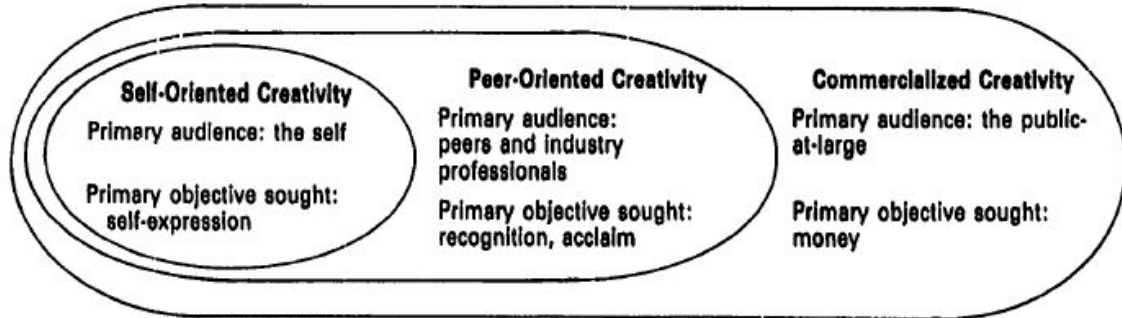 Self-Oriented Creativity
Primary audience: the self
Primary objective sought:
self-expression
Peer-Oriented Creativity
Primary audience:
peers and industry
professionals
Primary objective sought:
recognition, acclaim
Commercialized Creativity
Primary audience: the public-
at-large
Primary objective sought:
money